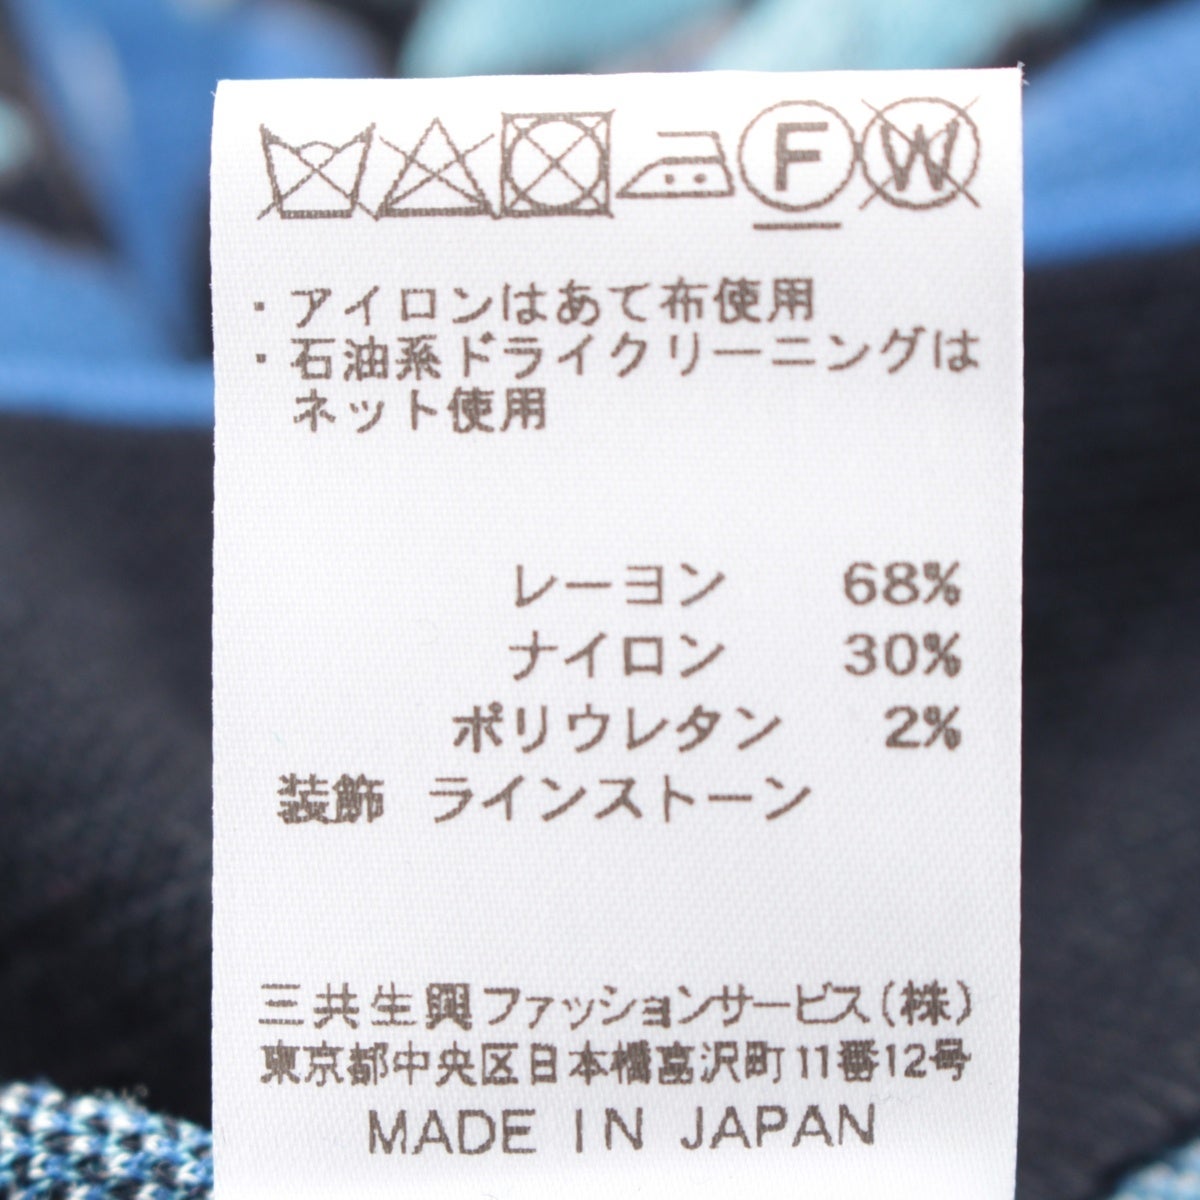 F W
・アイロンはあて布使用
・石油系ドライクリーニングは
ネット使用
レーヨン 68%
ナイロン 30%
ポリウレタン 2%
装飾 ラインストーン
三共生興ファッションサービス(株)
東京都中央区日本橋富沢町11番12号
MADE IN JAPAN